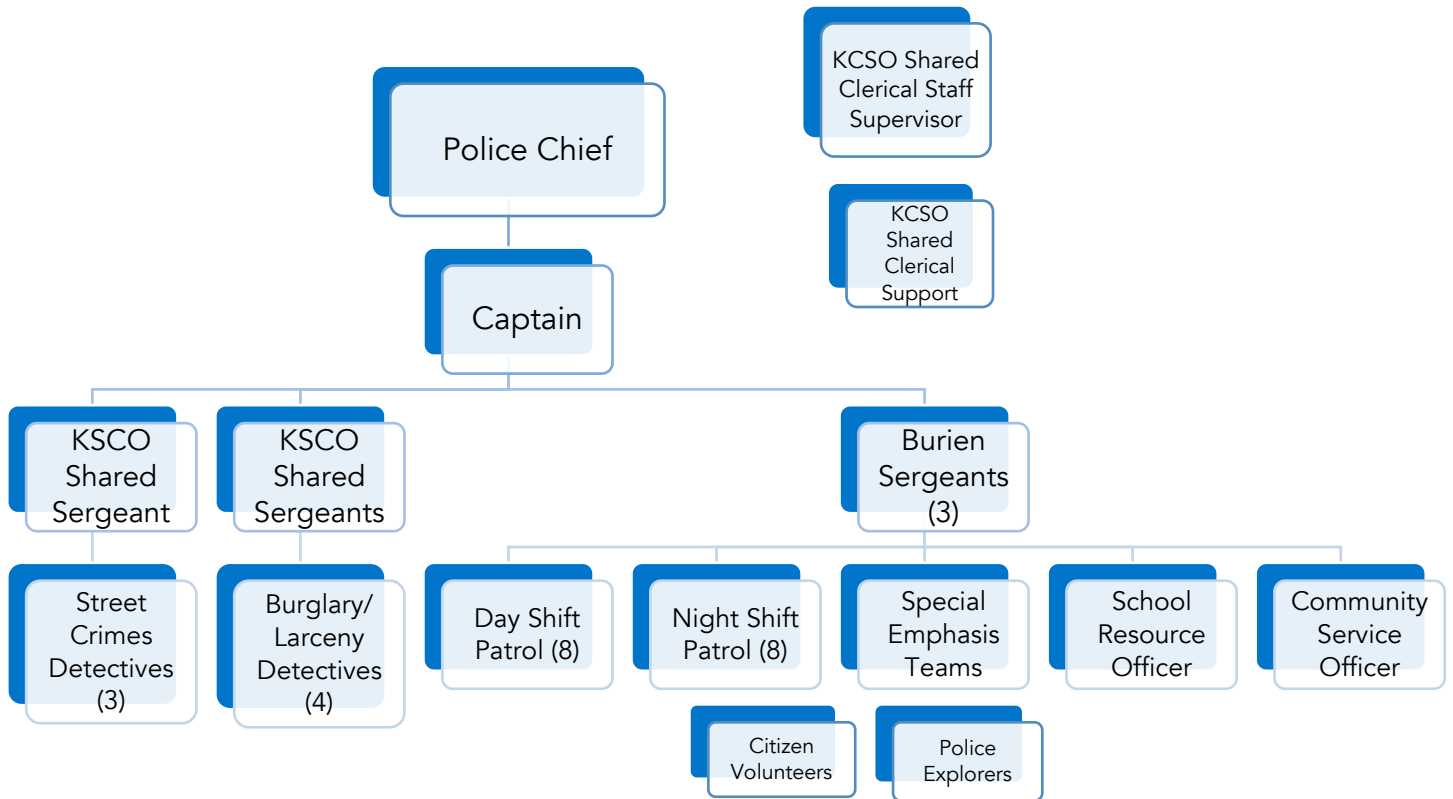 Police Chief
KCSO Shared
Clerical Staff
Supervisor
KCSO
Shared
Clerical
Support
Captain
KSCO
Shared
Sergeant
KSCO
Shared
Sergeants
Burien
Sergeants
(3)
Street
Crimes
Detectives
(3)
Burglary/
Larceny
Detectives
(4)
Day Shift
Patrol (8)
Night Shift
Patrol (8)
Special
Emphasis
Teams
School
Resource
Officer
Community
Service
Officer
Citizen
Volunteers
Police
Explorers